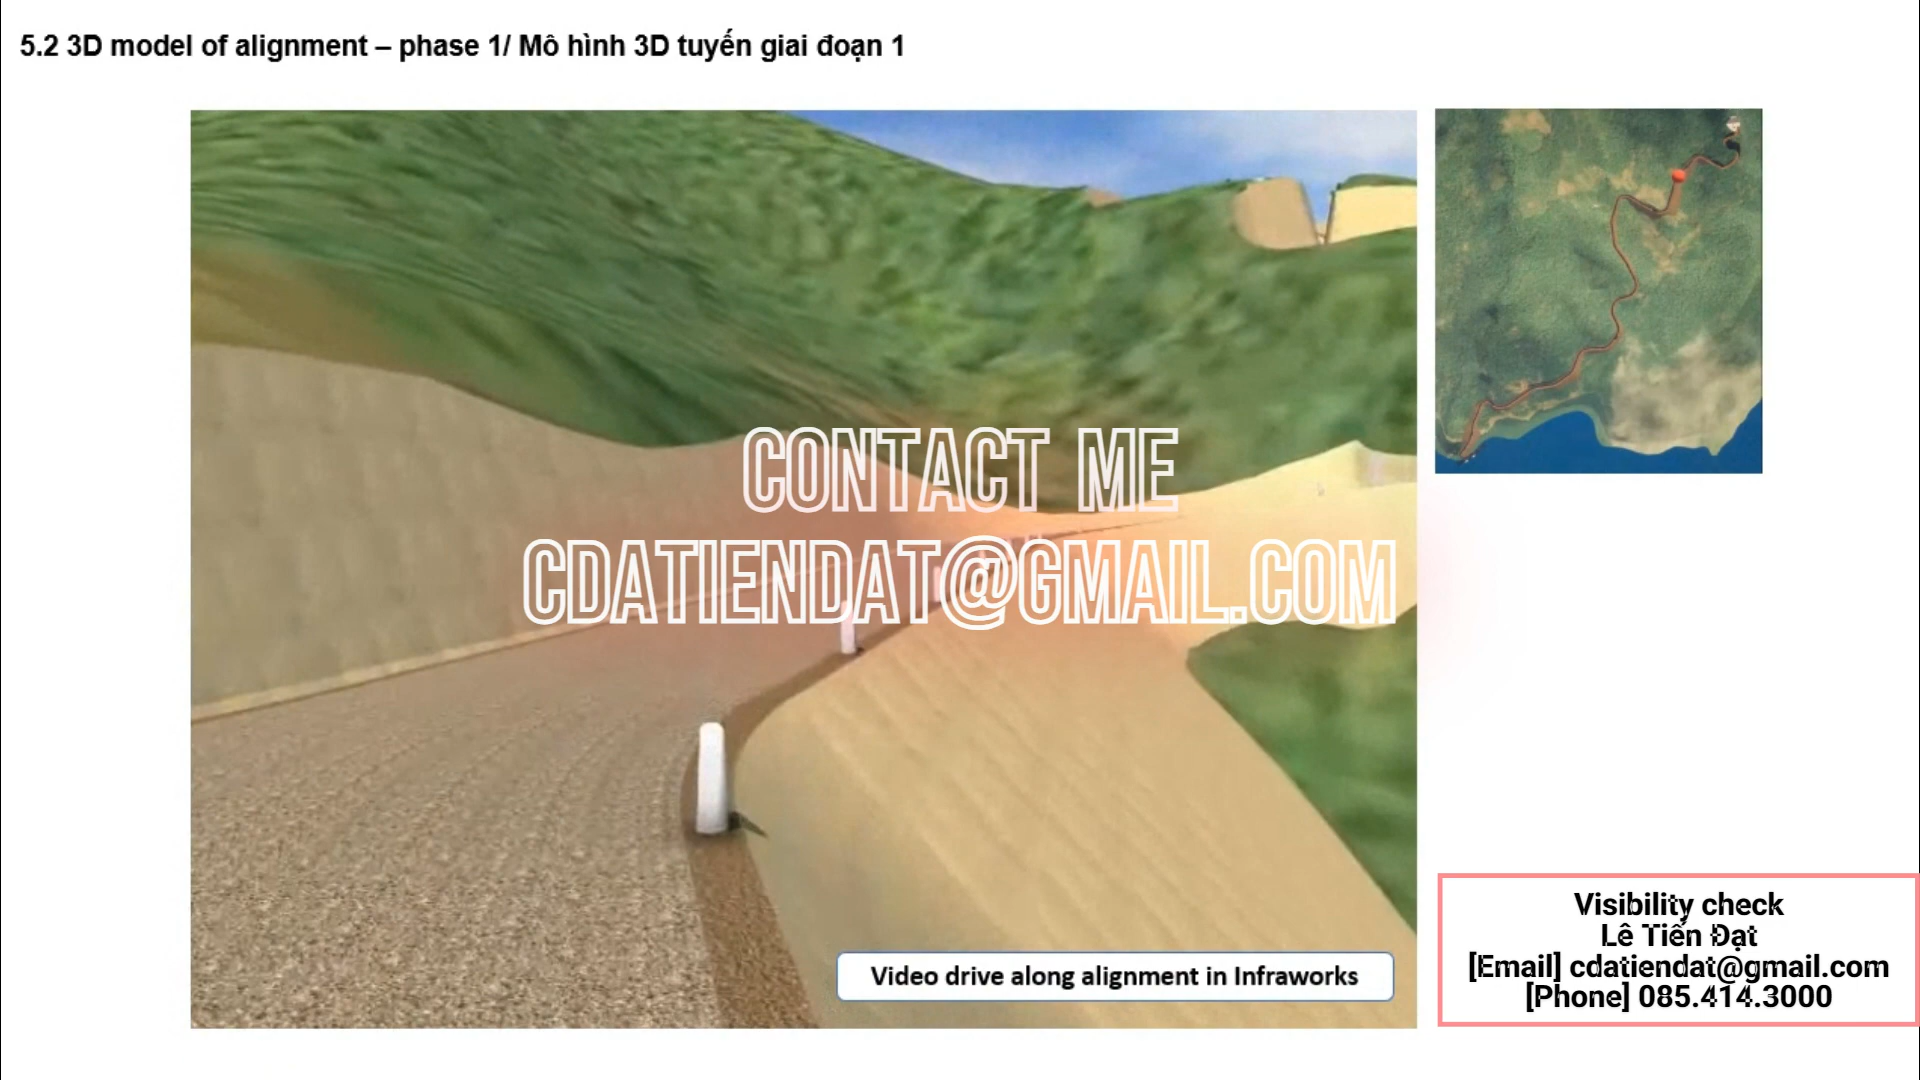 5.2 3D model of alignment – phase 1/ Mô hình 3D tuyến giai đoạn 1
CONTACT ME
CDATIENDAT@GMAIL.COM
Video drive along alignment in Infraworks
Visibility check
Lê Tiến Đạt
[Email] cdatiendat@gmail.com
[Phone] 085.414.3000